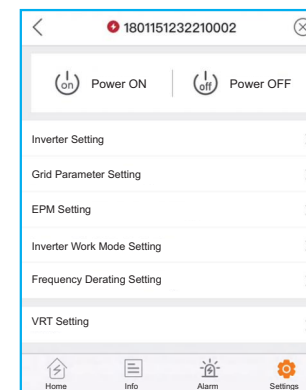 1801151232210002
on Power ON
off Power OFF
Inverter Setting
Grid Parameter Setting
EPM Setting
Inverter Work Mode Setting
Frequency Derating Setting
VRT Setting
Home Info Alarm Settings